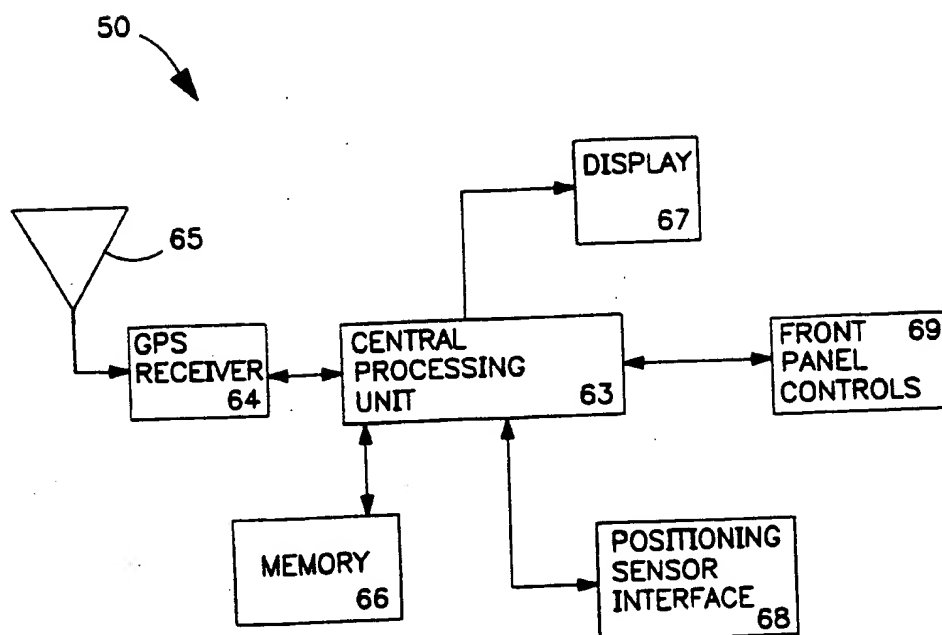 50
DISPLAY
67
65
GPS
RECEIVER
64
CENTRAL
PROCESSING
UNIT 63
FRONT 69
PANEL
CONTROLS
MEMORY
66
POSITIONING
SENSOR
INTERFACE
68